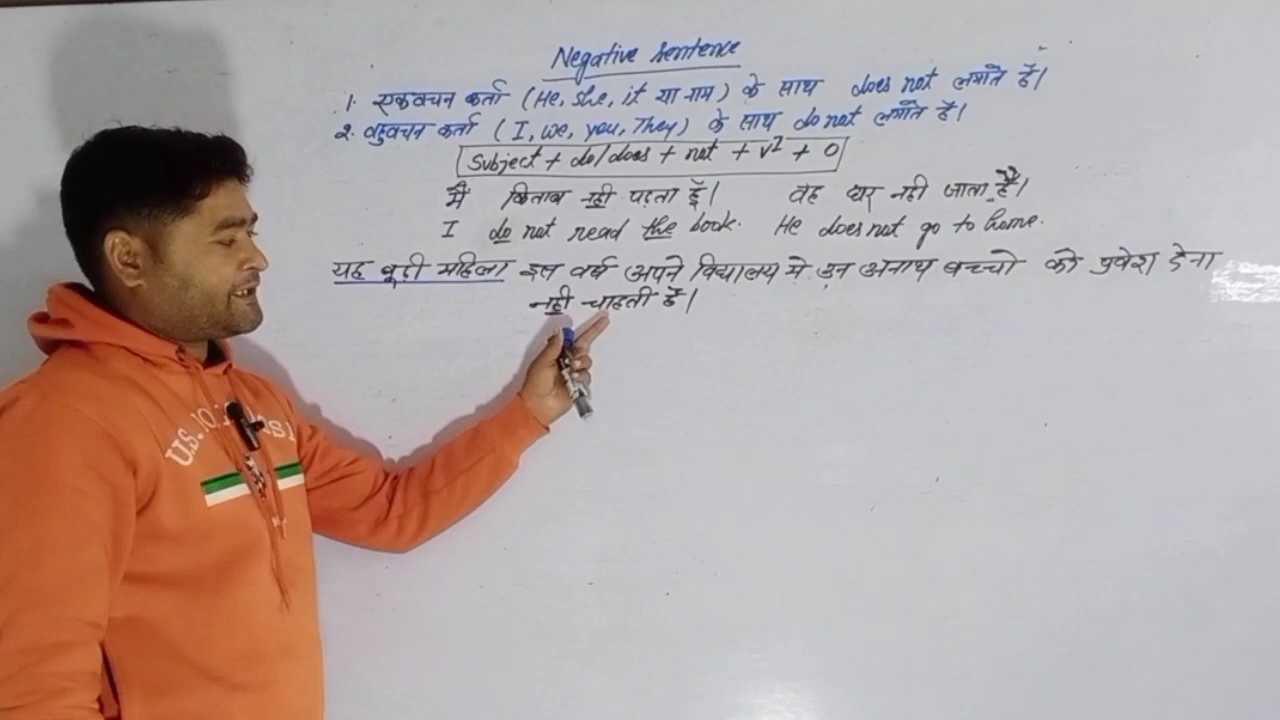 Negative sentence
1. एकवचन कर्ता (He, she, it या नाम) के साथ does not लगाते हैं।
2. बहुवचन कर्ता (I, we, you, They) के साथ do not लगाते है।
Subject + do/does + not + V¹ + O
मैं किताब नही पढ़ता हूँ। वह घर नही जाता है।
I do not read the book. He does not go to home.
यह बूढ़ी महिला इस वर्ष अपने विद्यालय मे उन अनाथ बच्चो को प्रवेश देना
नही चाहती है।
U.S.